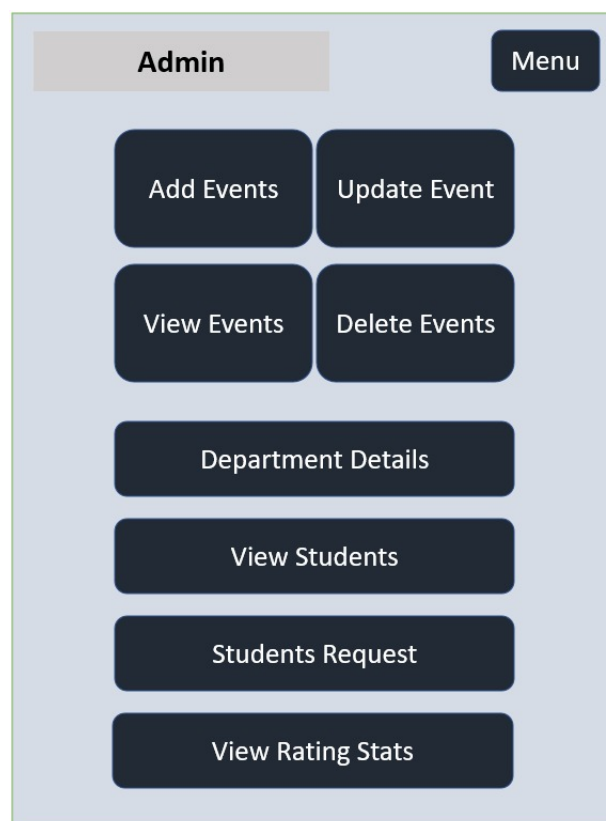 Admin
Menu
Add Events
Update Event
View Events
Delete Events
Department Details
View Students
Students Request
View Rating Stats